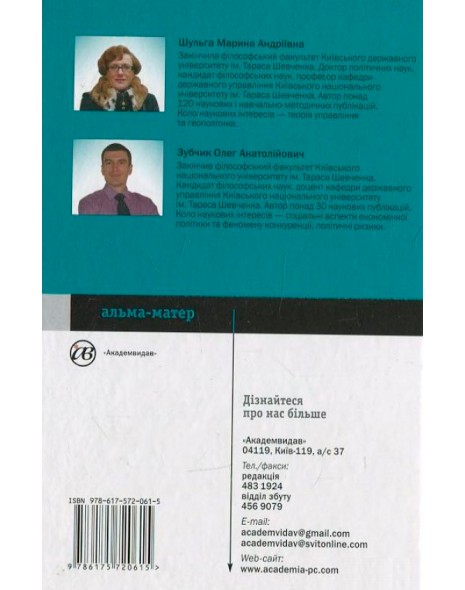 Шульга Марина Андріївна
Закінчила філософський факультет Київського державного
університету ім. Тараса Шевченка. Доктор політичних наук,
кандидат філософських наук, професор кафедри
державного управління Київського національного
університету ім. Тараса Шевченка. Автор понад
120 наукових і навчально-методичних публікацій.
Коло наукових інтересів — теорія управління
та геополітика.
Зубчик Олег Анатолійович
Закінчив філософський факультет Київського
національного університету ім. Тараса Шевченка.
Кандидат філософських наук, доцент кафедри державного
управління Київського національного університету
ім. Тараса Шевченка. Автор понад 30 наукових публікацій.
Коло наукових інтересів — соціальні аспекти економічної
політики та феномену конкуренції, політичні ризики.
альма-матер
ав
«Академвидав»
Дізнайтеся
про нас більше
«Академвидав»
04119, Київ-119, а/с 37
Тел./факси:
редакція
483 1924
відділ збуту
456 9079
E-mail:
academvidav@gmail.com
academvidav@svitonline.com
Web-сайт:
www.academia-pc.com
ISBN 978-617-572-061-5
9 786175 720615 >